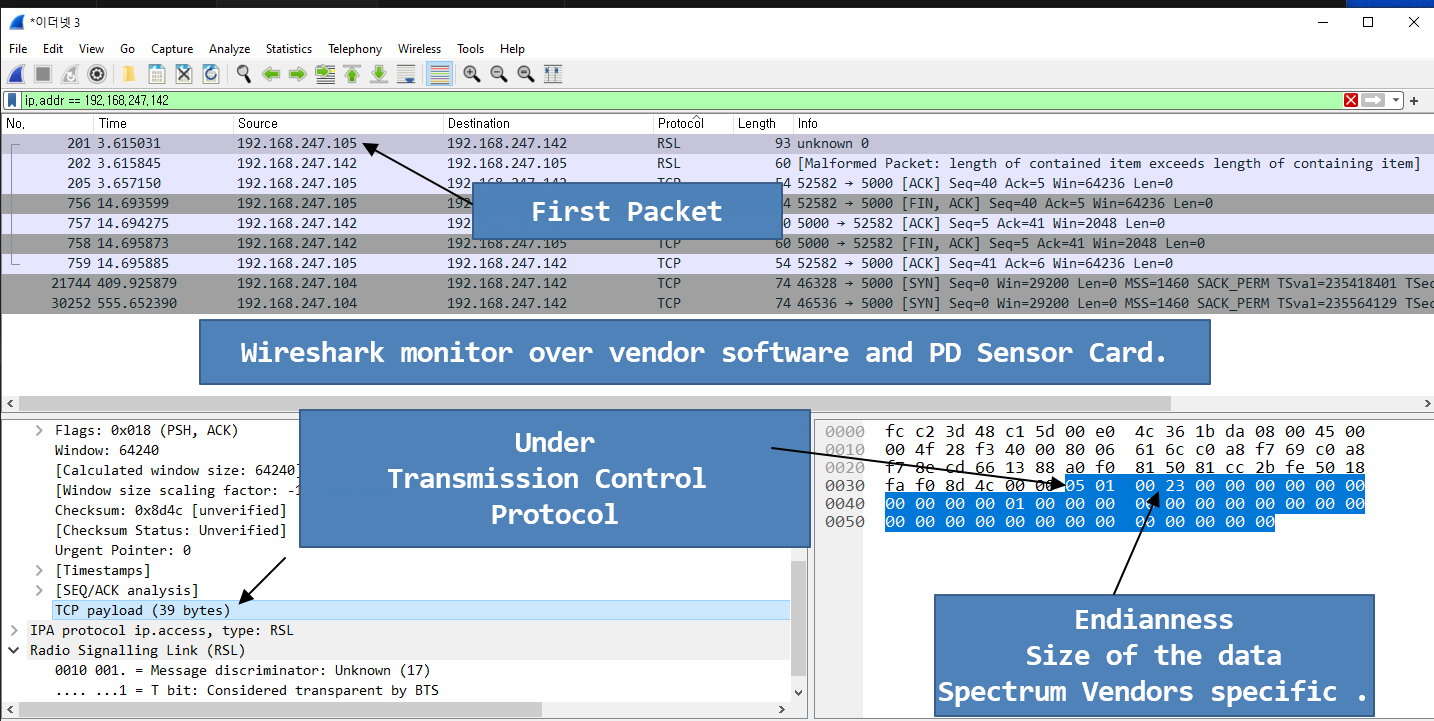 *이더넷 3
File Edit View Go Capture Analyze Statistics Telephony Wireless Tools Help
ip.addr == 192.168.247.142
No. Time Source Destination Protocol Length Info
201 3.615031 192.168.247.105 192.168.247.142 RSL 93 unknown 0
202 3.615845 192.168.247.142 192.168.247.105 RSL 60 [Malformed Packet: length of contained item exceeds length of containing item]
205 3.657150 192.168.247.105 54 52582 → 5000 [ACK] Seq=40 Ack=5 Win=64236 Len=0
756 14.693599 192.168.247.105 52582 → 5000 [FIN, ACK] Seq=40 Ack=5 Win=64236 Len=0
First Packet
757 14.694275 192.168.247.142 5000 → 52582 [ACK] Seq=5 Ack=41 Win=2048 Len=0
758 14.695873 192.168.247.142 192.168.247.105 TCP 60 5000 → 52582 [FIN, ACK] Seq=5 Ack=41 Win=2048 Len=0
759 14.695885 192.168.247.105 192.168.247.142 TCP 54 52582 → 5000 [ACK] Seq=41 Ack=6 Win=64236 Len=0
21744 409.925879 192.168.247.104 192.168.247.142 TCP 74 46328 → 5000 [SYN] Seq=0 Win=29200 Len=0 MSS=1460 SACK_PERM TSval=235418401 TSec
30252 555.652390 192.168.247.104 192.168.247.142 TCP 74 46536 → 5000 [SYN] Seq=0 Win=29200 Len=0 MSS=1460 SACK_PERM TSval=235564129 TSec
Wireshark monitor over vendor software and PD Sensor Card.
Flags: 0x018 (PSH, ACK)
Window: 64240
[Calculated window size: 64240]
[Window size scaling factor: -1
Checksum: 0x8d4c [unverified]
[Checksum Status: Unverified]
Urgent Pointer: 0
[Timestamps]
[SEQ/ACK analysis]
TCP payload (39 bytes)
IPA protocol ip.access, type: RSL
Radio Signalling Link (RSL)
0010 001. = Message discriminator: Unknown (17)
.... ...1 = T bit: Considered transparent by BTS
Under
Transmission Control
Protocol
0000 fc c2 3d 48 c1 5d 00 e0 4c 36 1b da 08 00 45 00
0010 00 4f 28 f3 40 00 80 06 61 6c c0 a8 f7 69 c0 a8
0020 f7 8e cd 66 13 88 a0 f0 81 50 81 cc 2b fe 50 18
0030 fa f0 8d 4c 00 00 05 01 00 23 00 00 00 00 00 00
0040 00 00 00 00 01 00 00 00 00 00 00 00 00 00 00 00
0050 00 00 00 00 00 00 00 00 00 00 00 00 00
Endianness
Size of the data
Spectrum Vendors specific .